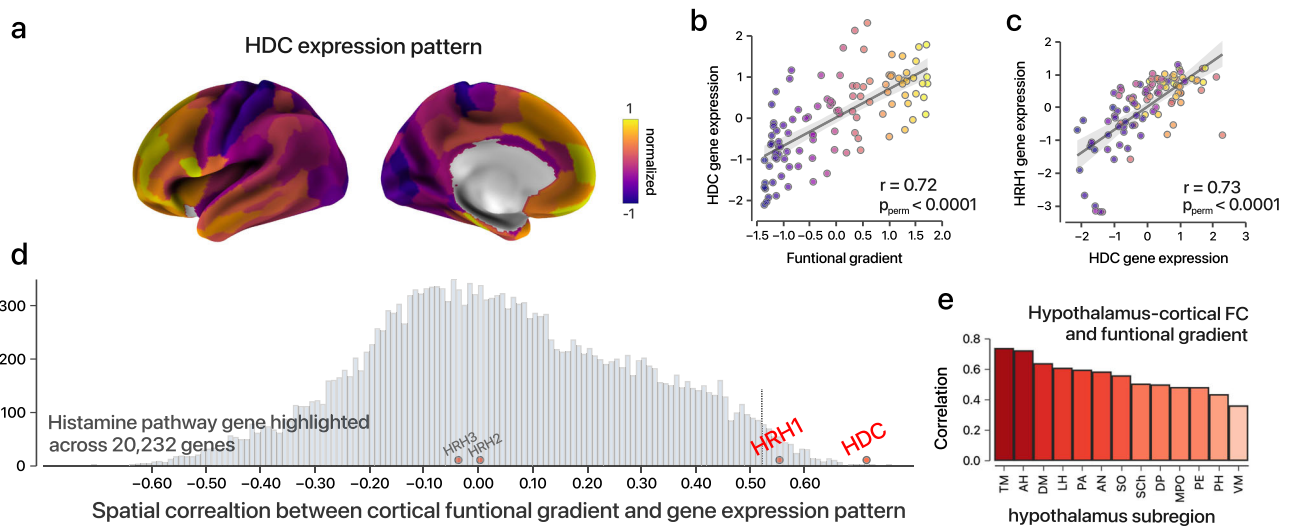 a
HDC expression pattern
1
normalized
-1
b
2
1
0
−1
−2
HDC gene expression
−1.5 −1.0 −0.5 0.0 0.5 1.0 1.5 2.0
Funtional gradient
r = 0.72
pperm < 0.0001
c
2
1
0
−1
−2
−3
HRH1 gene expression
−2 −1 0 1 2 3
HDC gene expression
r = 0.73
pperm < 0.0001
d
300
200
100
0
Histamine pathway gene highlighted
across 20,232 genes
HRH3
HRH2
HRH1
HDC
−0.60 −0.50 −0.40 −0.30 −0.20 −0.10 0.00 0.10 0.20 0.30 0.40 0.50 0.60
Spatial correaltion between cortical funtional gradient and gene expression pattern
e
Hypothalamus-cortical FC
and funtional gradient
0.8
0.6
0.4
0.2
0.0
Correlation
TM AH DM LH PA AN SO SCh DP MPO PE PH VM
hypothalamus subregion